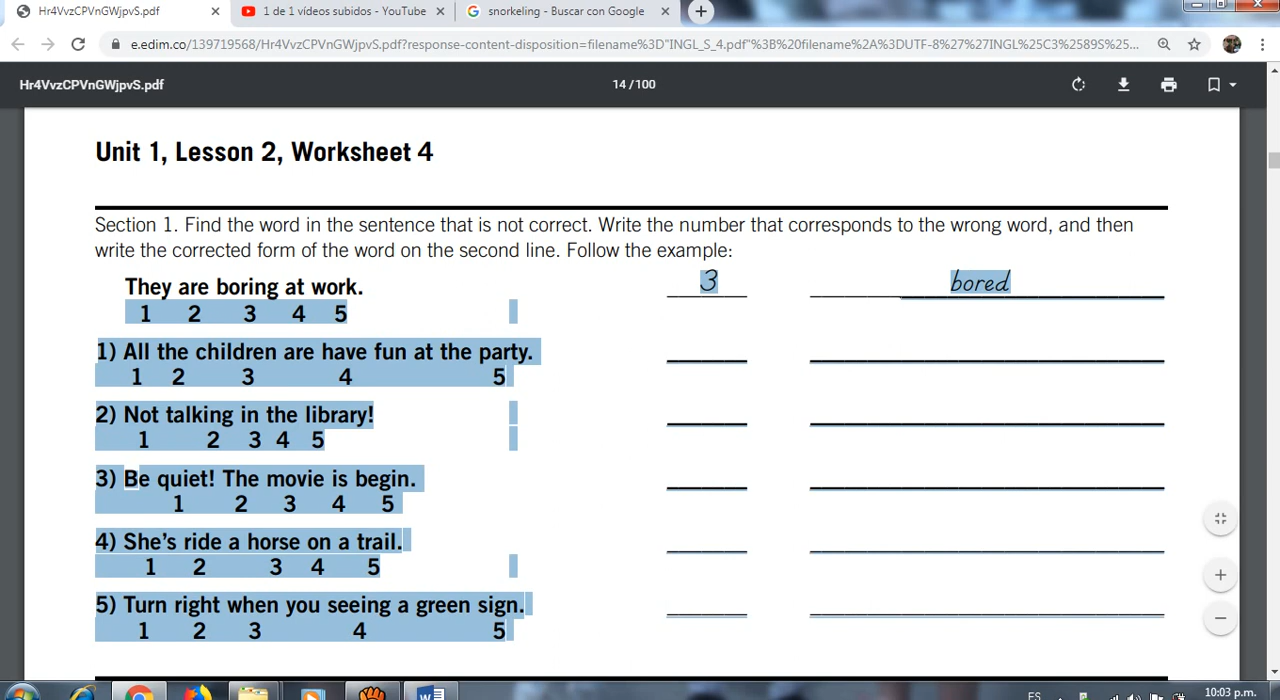 Hr4VvzCPVnGWjpvS.pdf
1 de 1 vídeos subidos - YouTube
snorkeling - Buscar con Google
e.edim.co/139719568/Hr4VvzCPVnGWjpvS.pdf?response-content-disposition=filename%3D"INGL_S_4.pdf"%3B%20filename%2A%3DUTF-8%27%27INGL%25C3%2589S%25...
Hr4VvzCPVnGWjpvS.pdf
14 / 100
Unit 1, Lesson 2, Worksheet 4
Section 1. Find the word in the sentence that is not correct. Write the number that corresponds to the wrong word, and then
write the corrected form of the word on the second line. Follow the example:
They are boring at work. 3 bored
1 2 3 4 5
1) All the children are have fun at the party.
1 2 3 4 5
2) Not talking in the library!
1 2 3 4 5
3) Be quiet! The movie is begin.
1 2 3 4 5
4) She's ride a horse on a trail.
1 2 3 4 5
5) Turn right when you seeing a green sign.
1 2 3 4 5
ES 10:03 p.m.